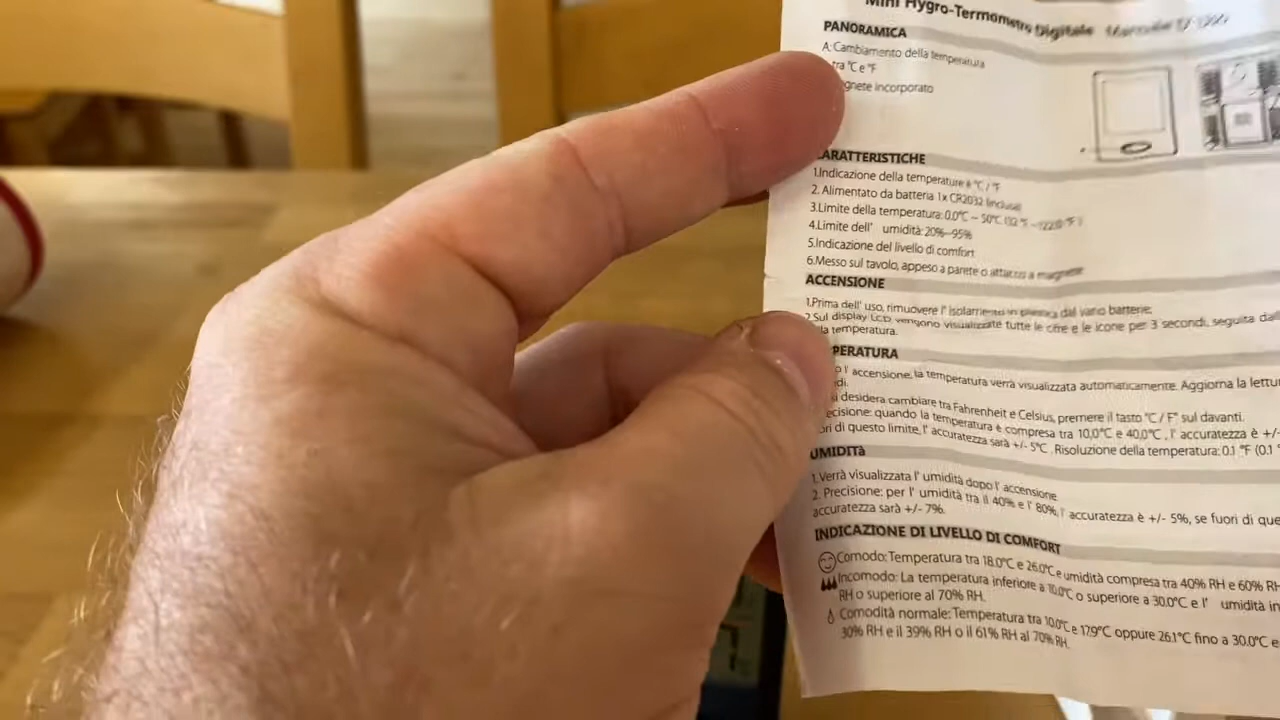 Mini Hygro-Termometro Digitale
PANORAMICA
A: Cambiamento della temperatura
tra °C e °F
gnete incorporato
CARATTERISTICHE
1.Indicazione della temperature è °C / °F
2. Alimentato da batteria 1x CR2032 (inclusa)
3.Limite della temperatura: 0.0°C ~ 50°C (32 °F ~122.0 °F )
4.Limite dell' umidità: 20%~95%
5.Indicazione del livello di comfort
6.Messo sul tavolo, appeso a parete o attacco a magnete
ACCENSIONE
1.Prima dell' uso, rimuovere l' isolamento in plastica dal vano batterie;
2.Sul display LCD vengono visualizzate tutte le cifre e le icone per 3 secondi, seguita dal
la temperatura.
PERATURA
o l' accensione, la temperatura verrà visualizzata automaticamente. Aggiorna la lettu
di.
si desidera cambiare tra Fahrenheit e Celsius, premere il tasto "C / F" sul davanti.
ecisione: quando la temperatura è compresa tra 10,0°C e 40,0°C , l' accuratezza è +/-
ori di questo limite, l' accuratezza sarà +/- 5°C . Risoluzione della temperatura: 0.1 °F (0.1 °
UMIDITà
1.Verrà visualizzata l' umidità dopo l' accensione.
2. Precisione: per l' umidità tra il 40% e l' 80%, l' accuratezza è +/- 5%, se fuori di que
accuratezza sarà +/- 7%.
INDICAZIONE DI LIVELLO DI COMFORT
Comodo: Temperatura tra 18.0°C e 26.0°C e umidità compresa tra 40% RH e 60% RH
Incomodo: La temperatura inferiore a 10.0°C o superiore a 30.0°C e l' umidità in
RH o superiore al 70% RH.
Comodità normale: Temperatura tra 10.0°C e 17.9°C oppure 26.1°C fino a 30.0°C e
30% RH e il 39% RH o il 61% RH al 70% RH.